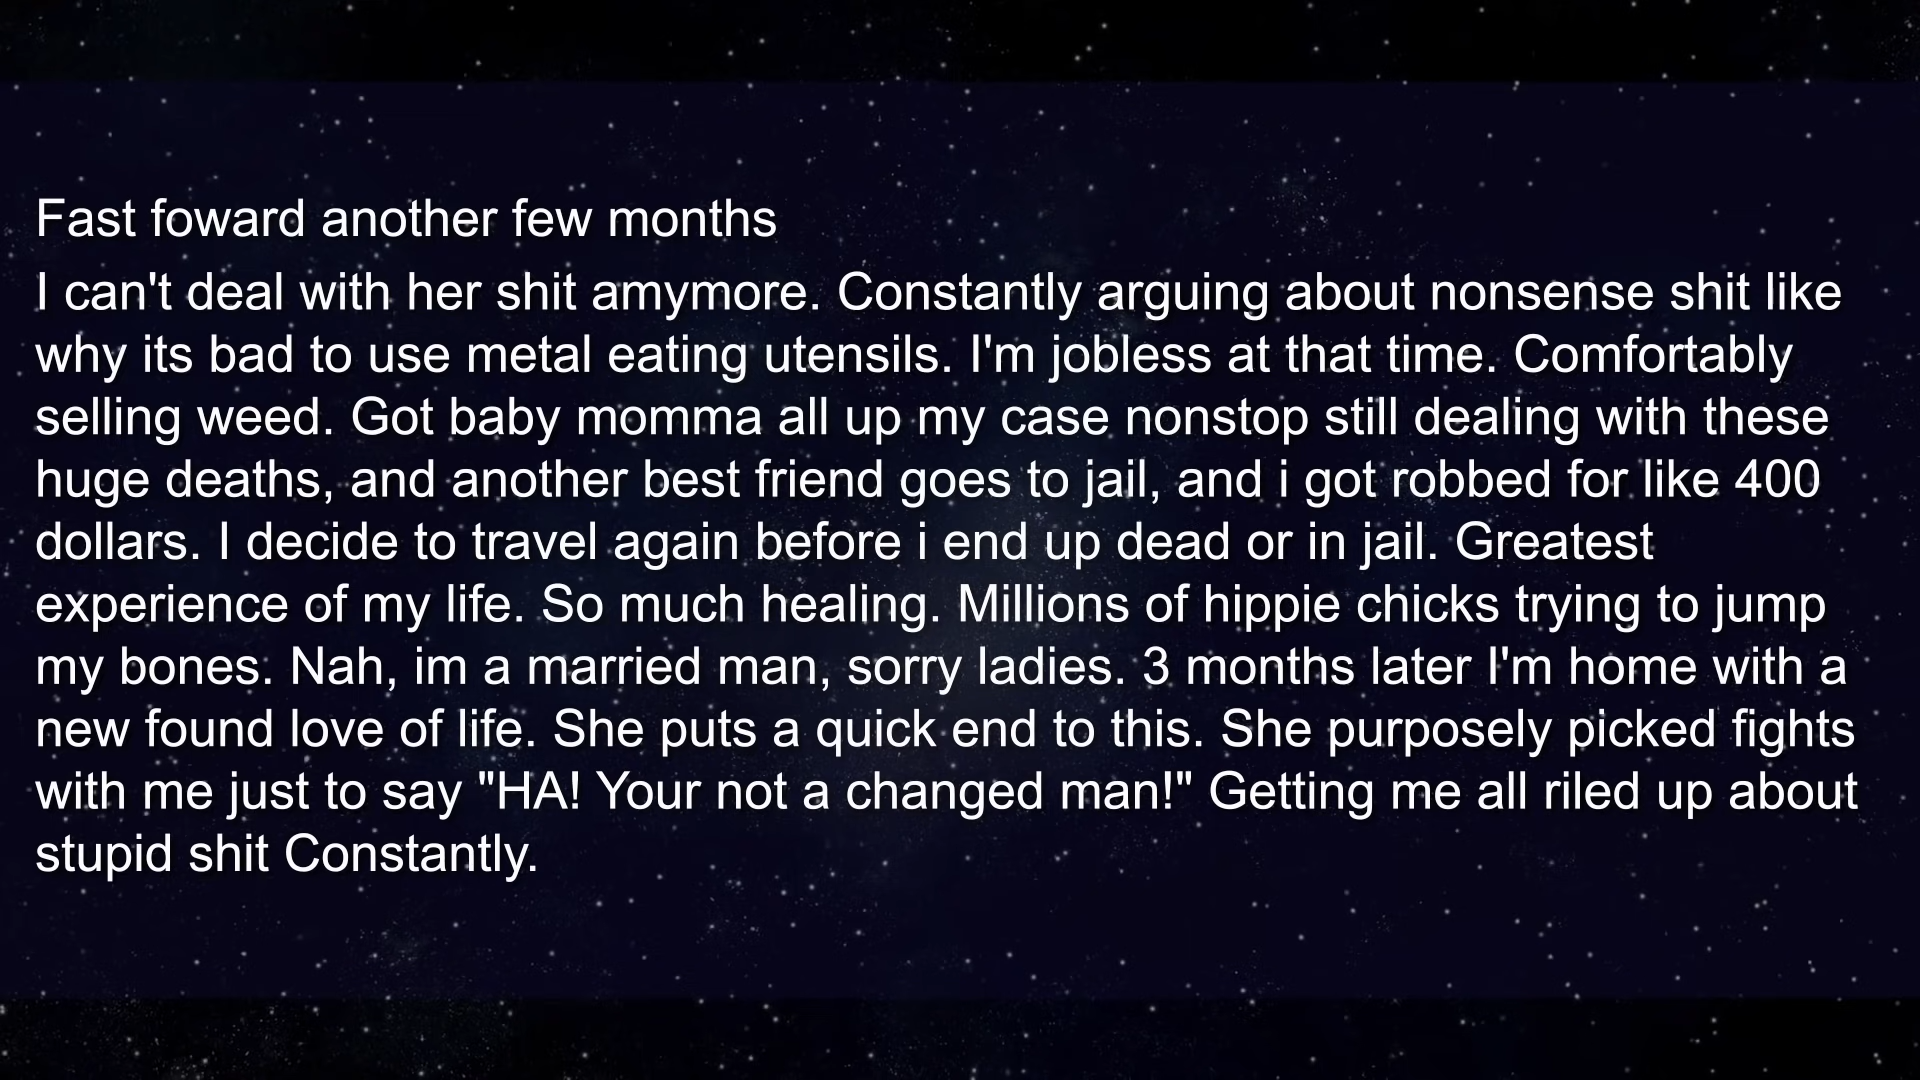 Fast foward another few months
I can't deal with her shit amymore. Constantly arguing about nonsense shit like
why its bad to use metal eating utensils. I'm jobless at that time. Comfortably
selling weed. Got baby momma all up my case nonstop still dealing with these
huge deaths, and another best friend goes to jail, and i got robbed for like 400
dollars. I decide to travel again before i end up dead or in jail. Greatest
experience of my life. So much healing. Millions of hippie chicks trying to jump
my bones. Nah, im a married man, sorry ladies. 3 months later I'm home with a
new found love of life. She puts a quick end to this. She purposely picked fights
with me just to say "HA! Your not a changed man!" Getting me all riled up about
stupid shit Constantly.